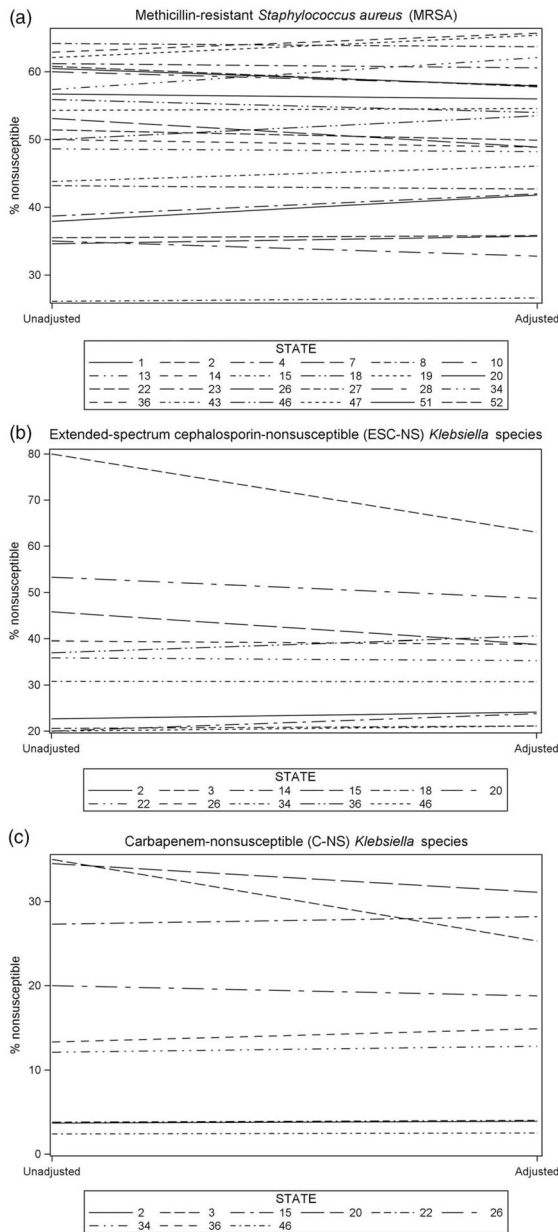 (a) Methicillin-resistant Staphylococcus aureus (MRSA)
60
50
40
30
% nonsusceptible
Unadjusted Adjusted
STATE
1 2 4 7 8 10
13 14 15 18 19 20
22 23 26 27 28 34
36 43 46 47 51 52
(b) Extended-spectrum cephalosporin-nonsusceptible (ESC-NS) Klebsiella species
80
70
60
50
40
30
20
% nonsusceptible
Unadjusted Adjusted
STATE
2 3 14 15 18 20
22 26 34 36 46
(c) Carbapenem-nonsusceptible (C-NS) Klebsiella species
30
20
10
0
% nonsusceptible
Unadjusted Adjusted
STATE
2 3 15 20 22 26
34 36 46